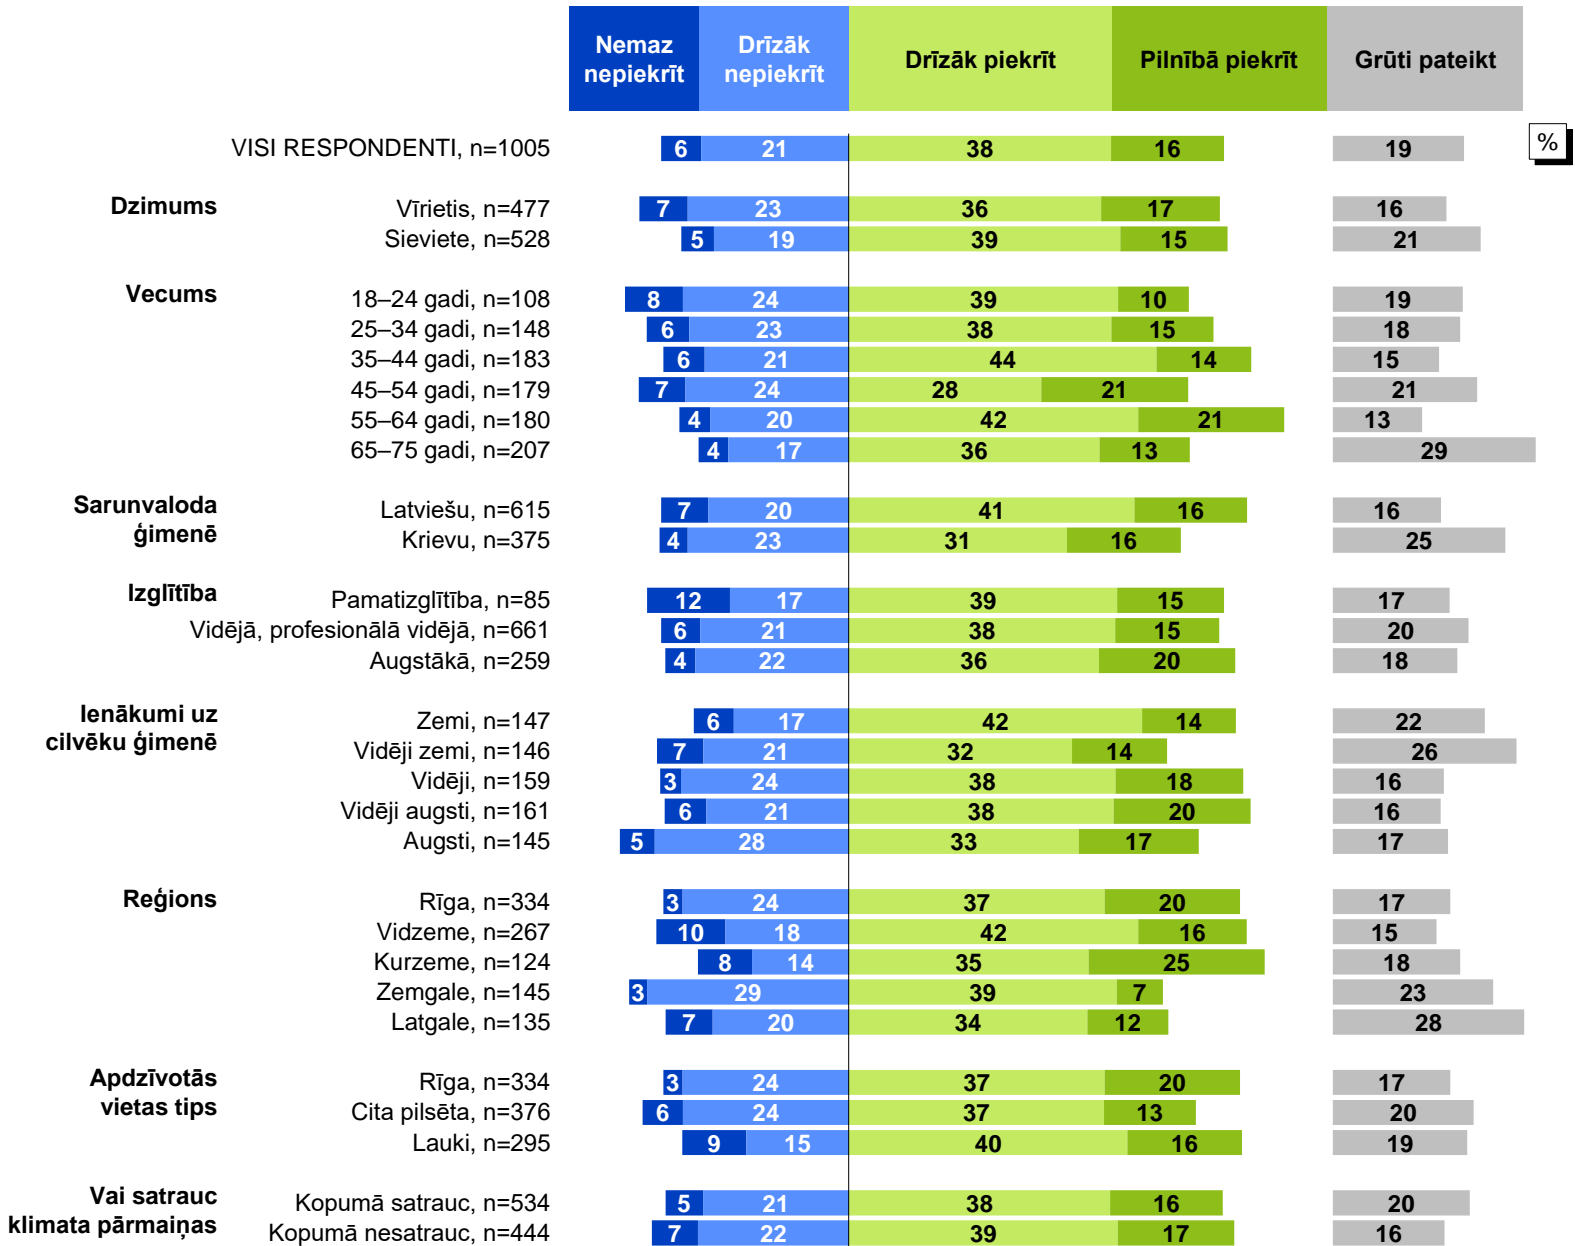 Nemaz nepiekrīt
Drīzāk nepiekrīt
Drīzāk piekrīt
Pilnībā piekrīt
Grūti pateikt
%
VISI RESPONDENTI, n=1005 6 21 38 16 19
Dzimums
Vīrietis, n=477 7 23 36 17 16
Sieviete, n=528 5 19 39 15 21
Vecums
18–24 gadi, n=108 8 24 39 10 19
25–34 gadi, n=148 6 23 38 15 18
35–44 gadi, n=183 6 21 44 14 15
45–54 gadi, n=179 7 24 28 21 21
55–64 gadi, n=180 4 20 42 21 13
65–75 gadi, n=207 4 17 36 13 29
Sarunvaloda
ģimenē
Latviešu, n=615 7 20 41 16 16
Krievu, n=375 4 23 31 16 25
Izglītība
Pamatizglītība, n=85 12 17 39 15 17
Vidējā, profesionālā vidējā, n=661 6 21 38 15 20
Augstākā, n=259 4 22 36 20 18
Ienākumi uz
cilvēku ģimenē
Zemi, n=147 6 17 42 14 22
Vidēji zemi, n=146 7 21 32 14 26
Vidēji, n=159 3 24 38 18 16
Vidēji augsti, n=161 6 21 38 20 16
Augsti, n=145 5 28 33 17 17
Reģions
Rīga, n=334 3 24 37 20 17
Vidzeme, n=267 10 18 42 16 15
Kurzeme, n=124 8 14 35 25 18
Zemgale, n=145 3 29 39 7 23
Latgale, n=135 7 20 34 12 28
Apdzīvotās
vietas tips
Rīga, n=334 3 24 37 20 17
Cita pilsēta, n=376 6 24 37 13 20
Lauki, n=295 9 15 40 16 19
Vai satrauc
klimata pārmaiņas
Kopumā satrauc, n=534 5 21 38 16 20
Kopumā nesatrauc, n=444 7 22 39 17 16